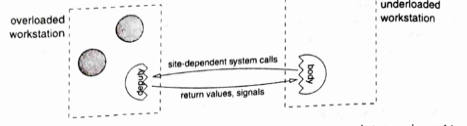 overloaded
workstation
underloaded
workstation
site-dependent system calls
deputy
body
return values, signals